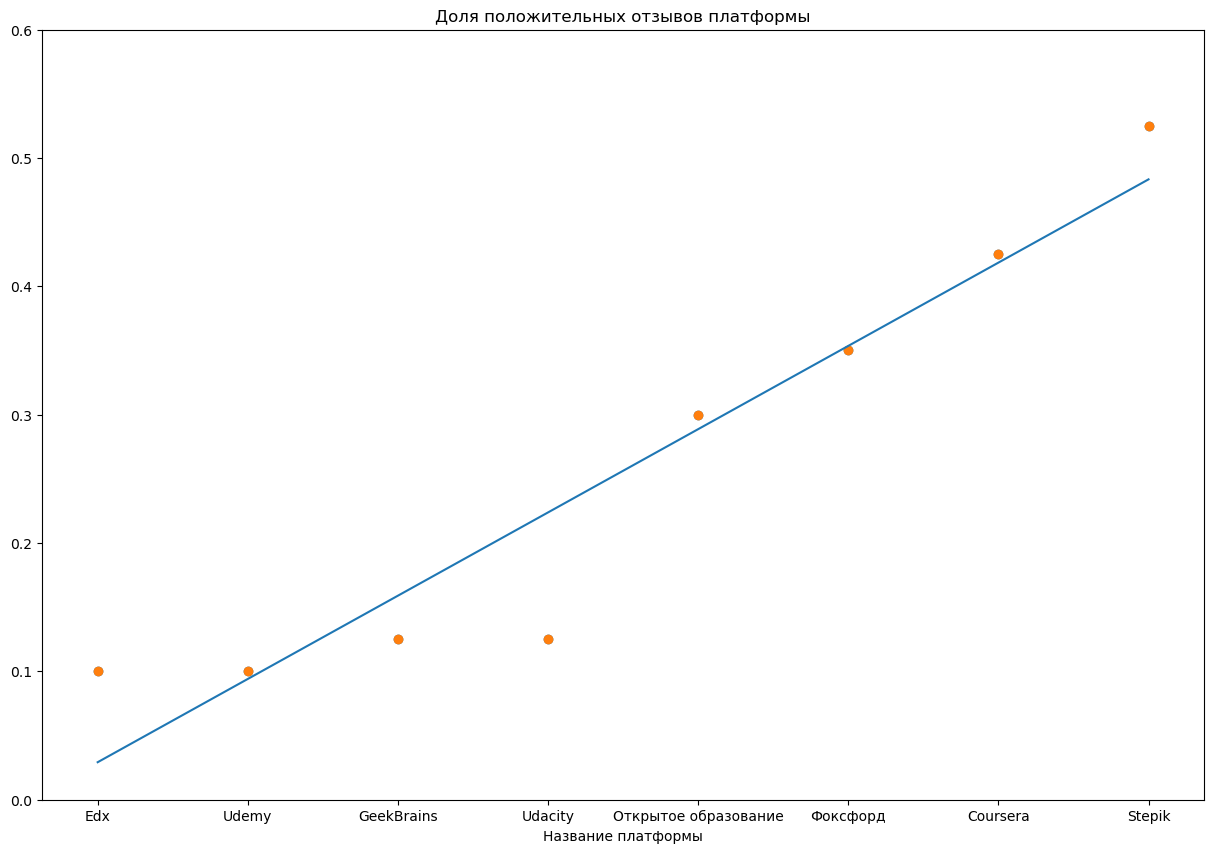 Доля положительных отзывов платформы
0.6
0.5
0.4
0.3
0.2
0.1
0.0
Edx Udemy GeekBrains Udacity Открытое образование Фоксфорд Coursera Stepik
Название платформы